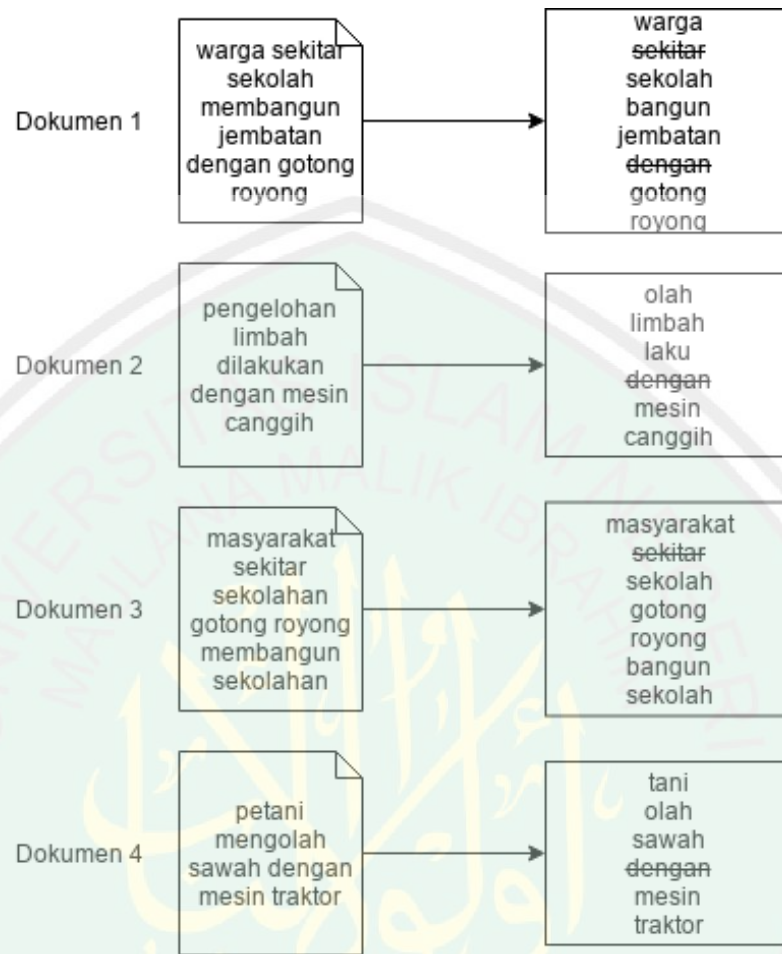 Dokumen 1
warga sekitar
sekolah
membangun
jembatan
dengan gotong
royong
warga
sekitar
sekolah
bangun
jembatan
dengan
gotong
royong
Dokumen 2
pengelohan
limbah
dilakukan
dengan mesin
canggih
olah
limbah
laku
dengan
mesin
canggih
Dokumen 3
masyarakat
sekitar
sekolahan
gotong royong
membangun
sekolahan
masyarakat
sekitar
sekolah
gotong
royong
bangun
sekolah
Dokumen 4
petani
mengolah
sawah dengan
mesin traktor
tani
olah
sawah
dengan
mesin
traktor
MAULANA MALIK IBRAHIM